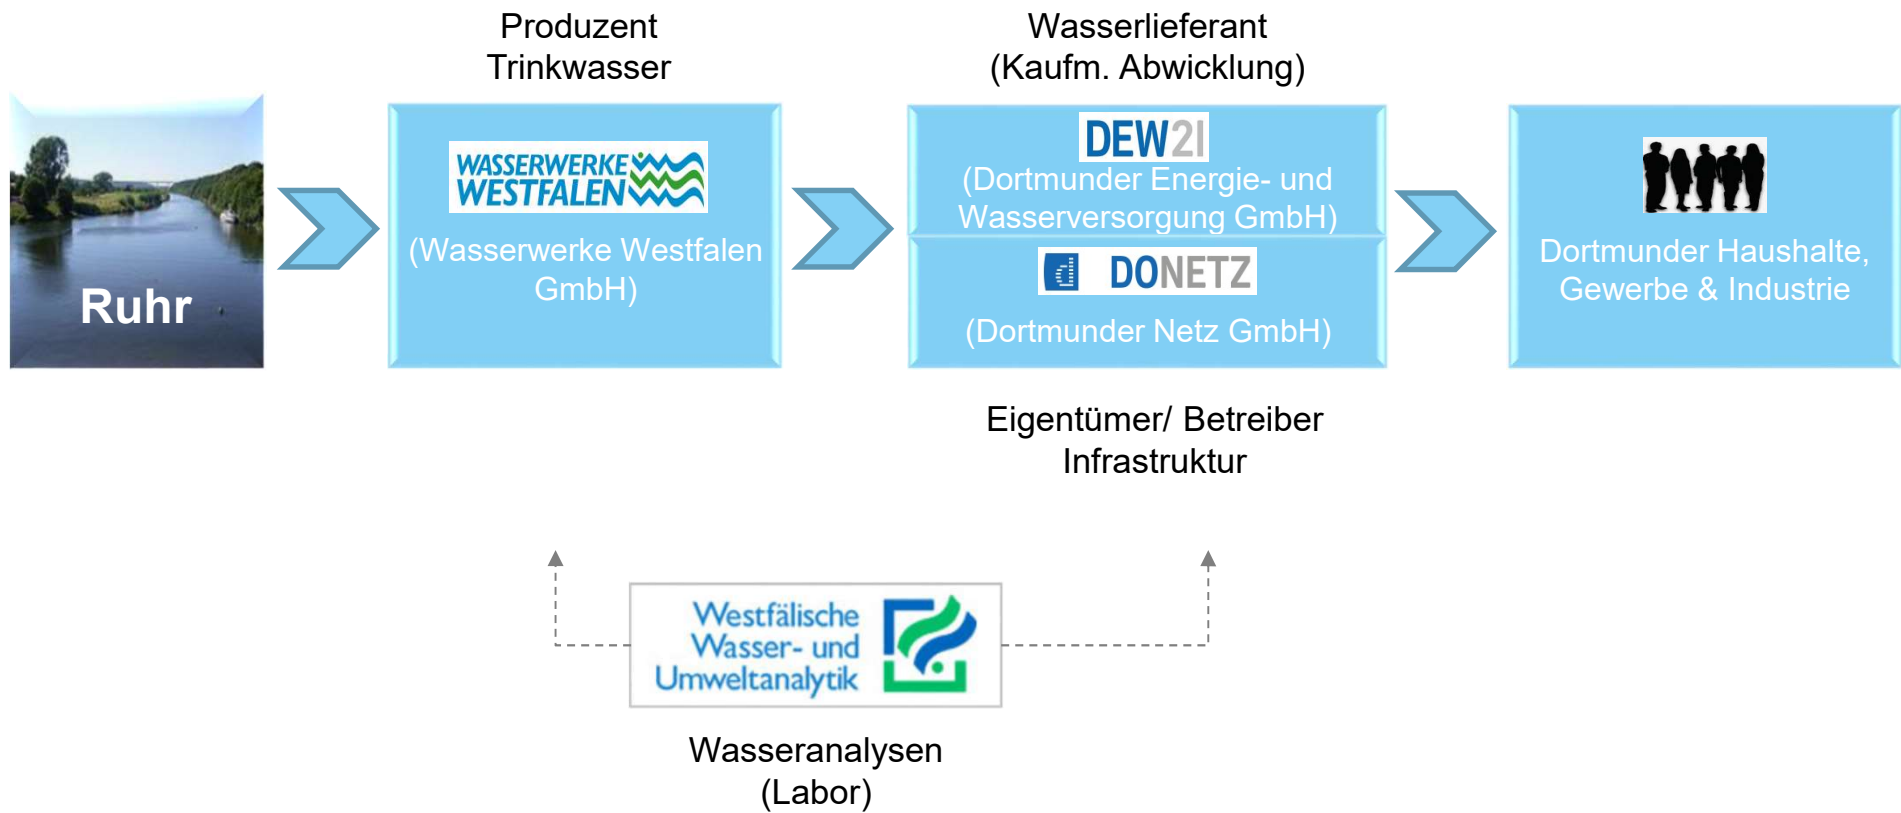 Produzent
Trinkwasser
Wasserlieferant
(Kaufm. Abwicklung)
Ruhr
WASSERWERKE
WESTFALEN
(Wasserwerke Westfalen
GmbH)
DEW21
(Dortmunder Energie- und
Wasserversorgung GmbH)
d DONETZ
(Dortmunder Netz GmbH)
Dortmunder Haushalte,
Gewerbe & Industrie
Eigentümer/ Betreiber
Infrastruktur
Westfälische
Wasser- und
Umweltanalytik
Wasseranalysen
(Labor)